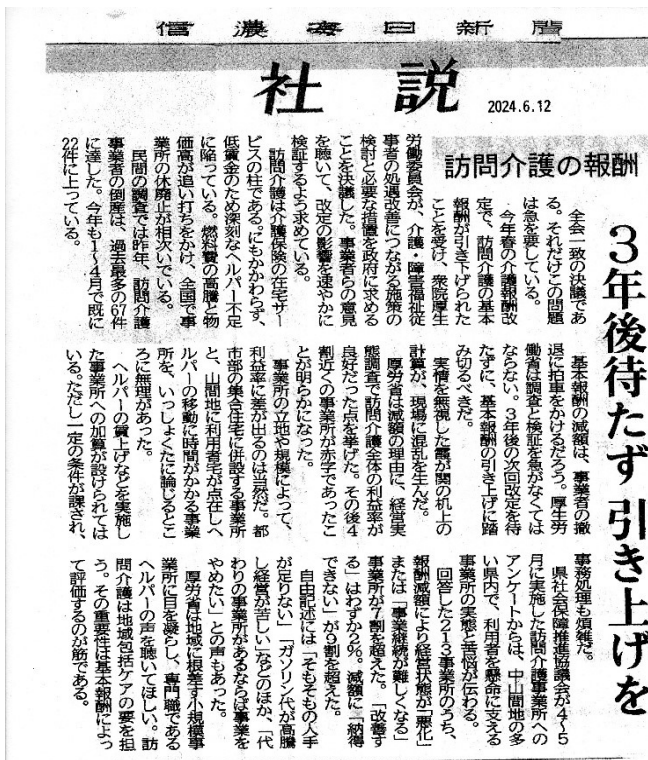 信濃毎日新聞
社説
2024.6.12
訪問介護の報酬
3年後待たず 引き上げを
全会一致の決議であ
る。それだけこの問題
は急を要している。
今年春の介護報酬改
定で、訪問介護の基本
報酬が引き下げられた
ことを受け、衆院厚生
労働委員会が、介護・障害福祉従
事者の処遇改善につながる施策の
検討と必要な措置を政府に求める
ことを決議した。事業者らの意見
を聴いて、改定の影響を速やかに
検証するよう求めている。
訪問介護は介護保険の在宅サー
ビスの柱である。にもかかわらず、
低賃金のため深刻なヘルパー不足
に陥っている。燃料費の高騰と物
価高が追い打ちをかけ、全国で事
業所の休廃止が相次いでいる。
民間の調査では昨年、訪問介護
事業者の倒産は、過去最多の67件
に達した。今年も1〜4月で既に
22件に上っている。
基本報酬の減額は、事業者の撤
退に拍車をかけるだろう。厚生労
働省は調査と検証を急がなくては
ならない。3年後の次回改定を待
たずに、基本報酬の引き上げに踏
み切るべきだ。
実情を無視した霞が関の机上の
計算が、現場に混乱を生んだ。
厚労省は減額の理由に、経営実
態調査で訪問介護全体の利益率が
良好だった点を挙げた。その後4
割近くの事業所が赤字であったこ
とが明らかになった。
事業所の立地や規模によって、
利益率に差が出るのは当然だ。都
市部の集合住宅に併設する事業所
と、山間地に利用者宅が点在しヘ
ルパーの移動に時間がかかる事業
所を、いっしょくたに論じるとこ
ろに無理があった。
ヘルパーの賃上げなどを実施し
た事業所への加算が設けられては
いる。ただし一定の条件が課され、
事務処理も煩雑だ。
県社会保障推進協議会が4〜5
月に実施した訪問介護事業所への
アンケートからは、中山間地の多
い県内で、利用者を懸命に支える
事業所の実態と苦悩が伝わる。
回答した213事業所のうち、
報酬減額により経営状態が「悪化」
または「事業継続が難しくなる」
事業所が7割を超えた。「改善す
る」はわずか2％。減額に「納得
できない」が9割を超えた。
自由記述には「そもそもの人手
が足りない」「ガソリン代が高騰
し経営が苦しい」などのほか、「代
わりの事業所があるならば事業を
やめたい」との声もあった。
厚労省は地域に根差す小規模事
業所に目を凝らし、専門職である
ヘルパーの声を聴いてほしい。訪
問介護は地域包括ケアの要を担
う。その重要性は基本報酬によっ
て評価するのが筋である。